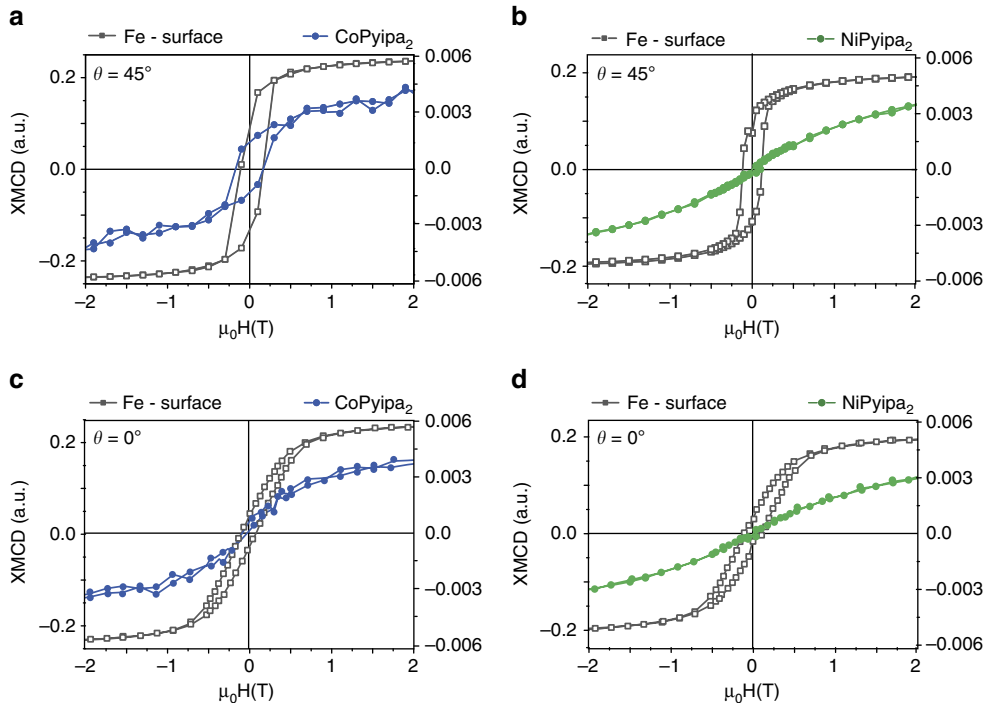 a
Fe - surface CoPyipa2
θ = 45°
XMCD (a.u.)
0.2
0.0
−0.2
0.006
0.003
0.0
−0.003
−0.006
−2 −1 0 1 2
μ0H(T)
b
Fe - surface NiPyipa2
θ = 45°
XMCD (a.u.)
0.2
0.0
−0.2
0.006
0.003
0.0
−0.003
−0.006
−2 −1 0 1 2
μ0H(T)
c
Fe - surface CoPyipa2
θ = 0°
XMCD (a.u.)
0.2
0.0
−0.2
0.006
0.003
0.0
−0.003
−0.006
−2 −1 0 1 2
μ0H(T)
d
Fe - surface NiPyipa2
θ = 0°
XMCD (a.u.)
0.2
0.0
−0.2
0.006
0.003
0.0
−0.003
−0.006
−2 −1 0 1 2
μ0H(T)